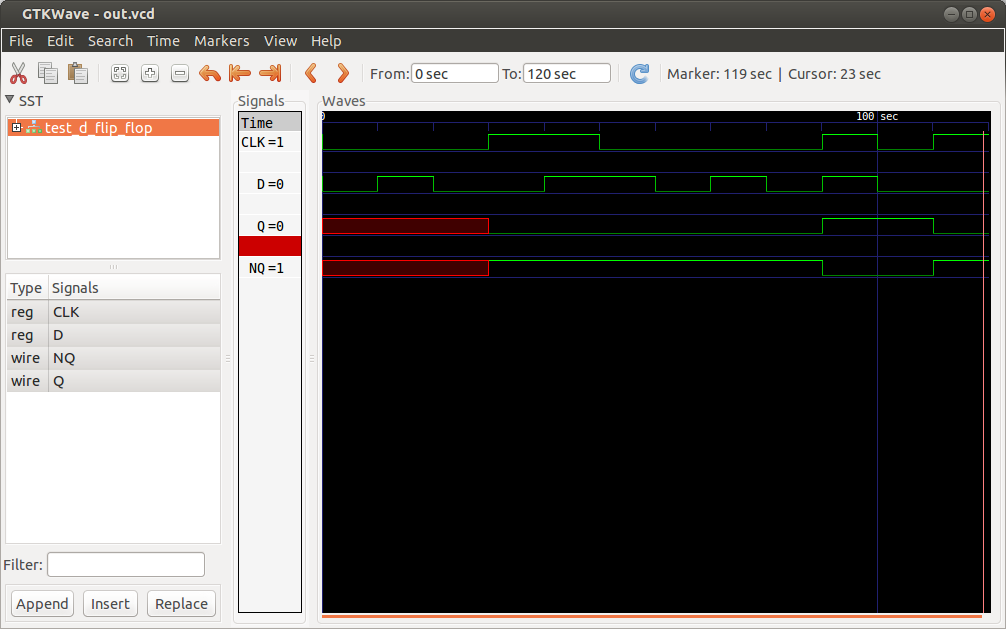 GTKWave - out.vcd
File Edit Search Time Markers View Help
From: 0 sec To: 120 sec Marker: 119 sec | Cursor: 23 sec
SST
test_d_flip_flop
Type Signals
reg CLK
reg D
wire NQ
wire Q
Filter:
Append Insert Replace
Signals
Time
CLK=1
D=0
Q=0
NQ=1
Waves
0 100 sec